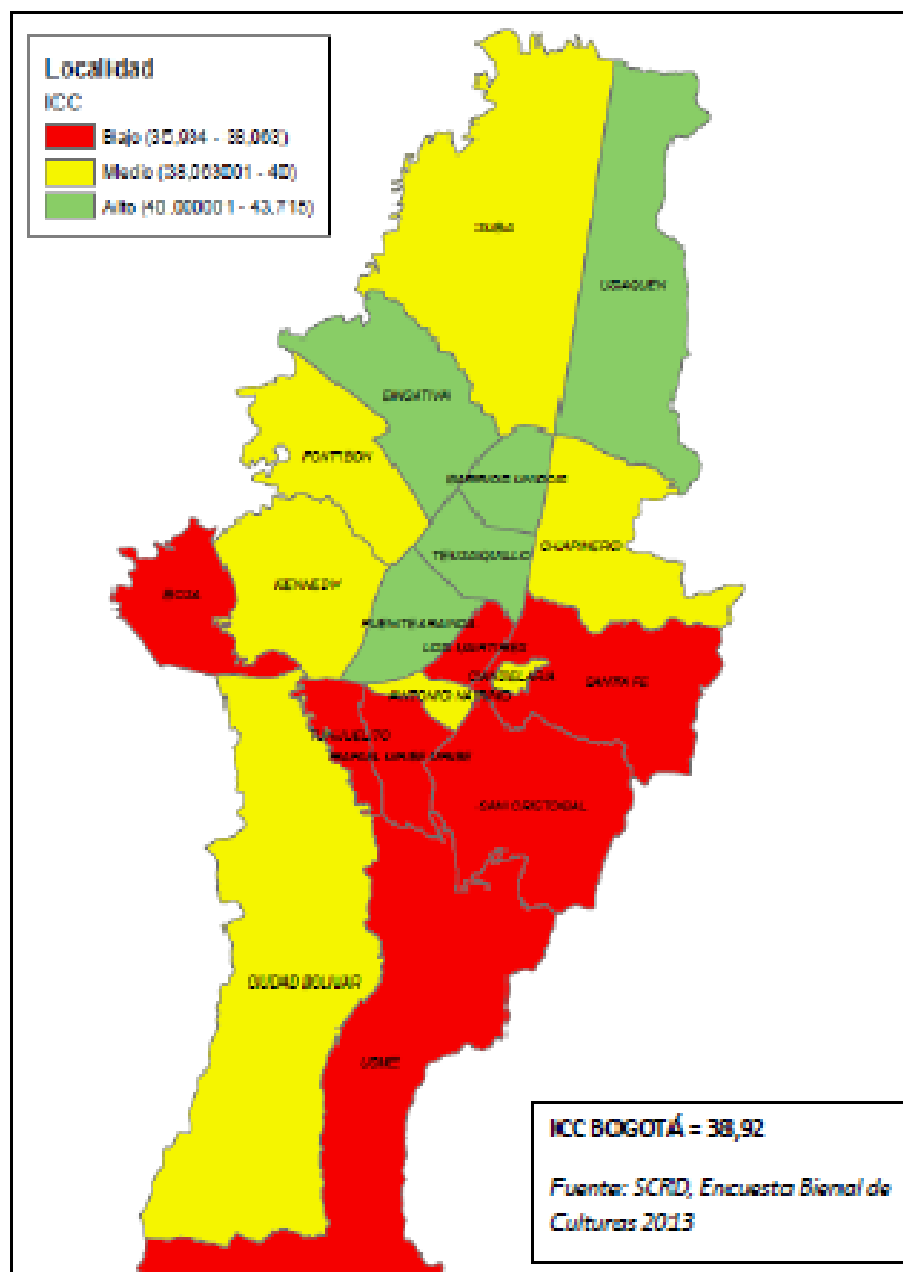 Localidad
ICC
Bajo (35,984 - 38,063)
Medio (38,063001 - 40)
Alto (40,000001 - 43,715)
SUBA
USAQUEN
ENGATIVA
FONTIBON
BARRIOS UNIDOS
CHAPINERO
TEUSAQUILLO
BOSA
KENNEDY
PUENTE ARANDA
LOS MARTIRES
CANDELARIA
SANTA FE
ANTONIO NARIÑO
TUNJUELITO
RAFAEL URIBE URIBE
SAN CRISTOBAL
CIUDAD BOLIVAR
USME
ICC BOGOTÁ = 38,92
Fuente: SCRD, Encuesta Bienal de
Culturas 2013